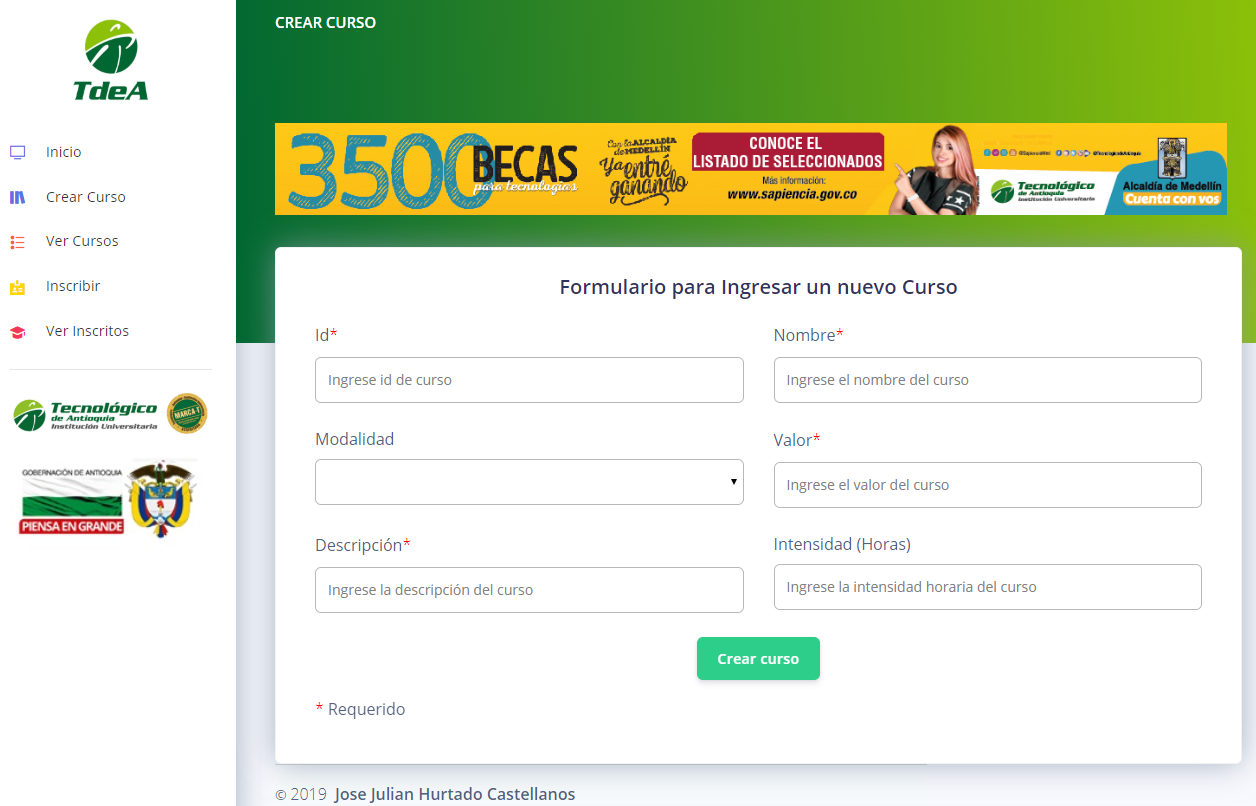 TdeA
Inicio
Crear Curso
Ver Cursos
Inscribir
Ver Inscritos
Tecnológico
de Antioquia
Institución Universitaria
GOBERNACIÓN DE ANTIOQUIA
PIENSA EN GRANDE
CREAR CURSO
3500 BECAS
para tecnologías
Con la ALCALDÍA
de MEDELLÍN
Ya entré
ganando
CONOCE EL
LISTADO DE SELECCIONADOS
Más información:
www.sapiencia.gov.co
Tecnológico
de Antioquia
Institución Universitaria
Alcaldía de Medellín
Cuenta con vos
Formulario para Ingresar un nuevo Curso
Id*
Nombre*
Ingrese id de curso
Ingrese el nombre del curso
Modalidad
Valor*
Ingrese el valor del curso
Descripción*
Intensidad (Horas)
Ingrese la descripción del curso
Ingrese la intensidad horaria del curso
Crear curso
* Requerido
© 2019 Jose Julian Hurtado Castellanos